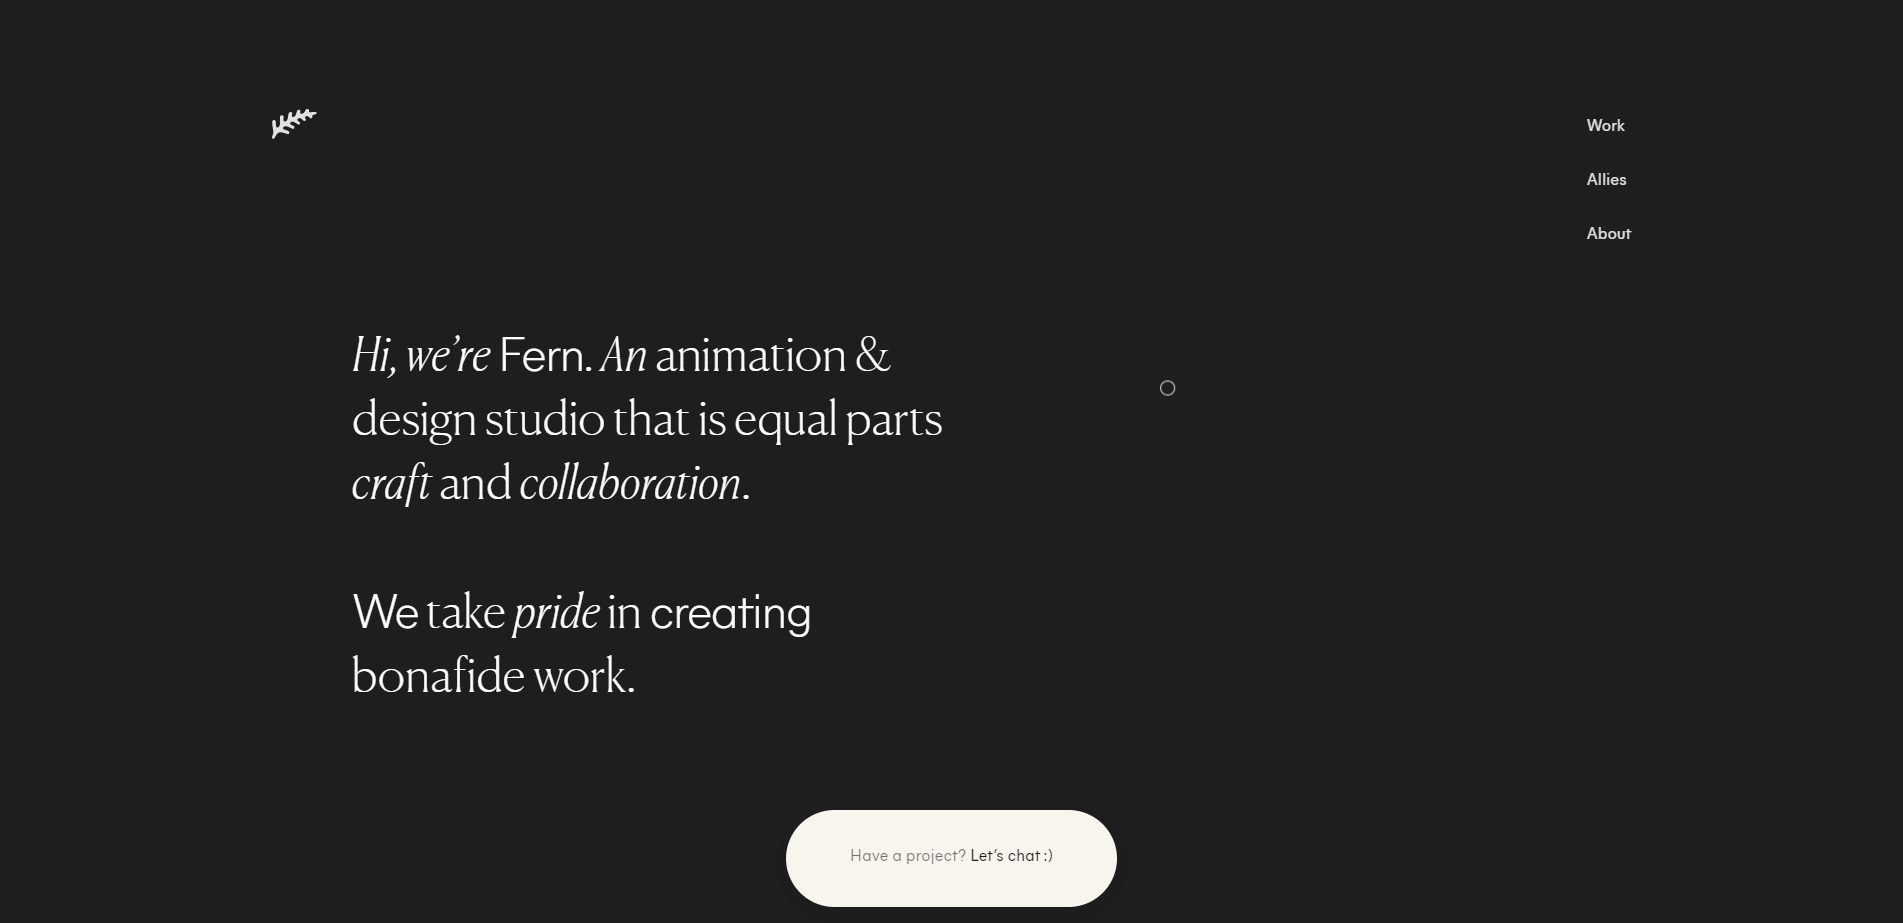 Work
Allies
About
Hi, we’re Fern. An animation &
design studio that is equal parts
craft and collaboration.
We take pride in creating
bonafide work.
Have a project? Let’s chat :)